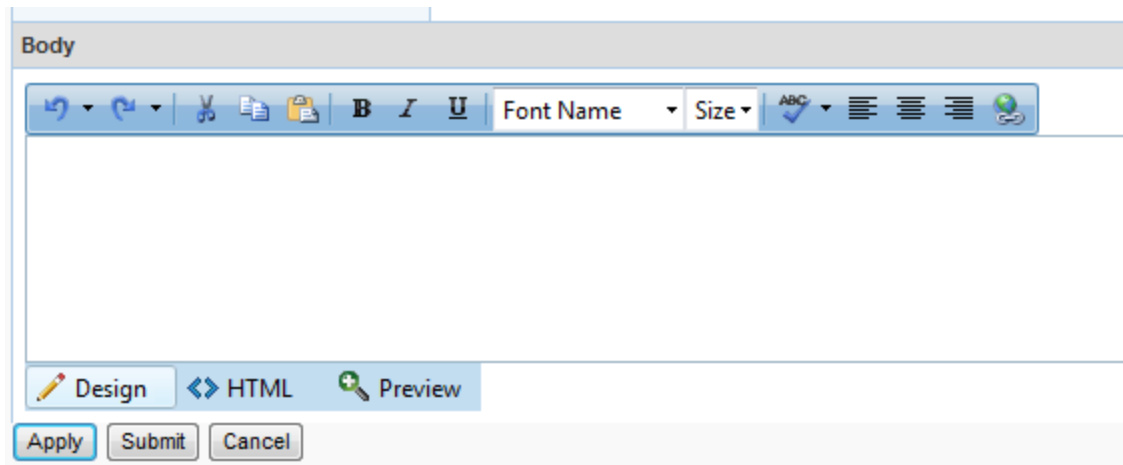 Body
B I U Font Name Size ABC
Design HTML Preview
Apply Submit Cancel